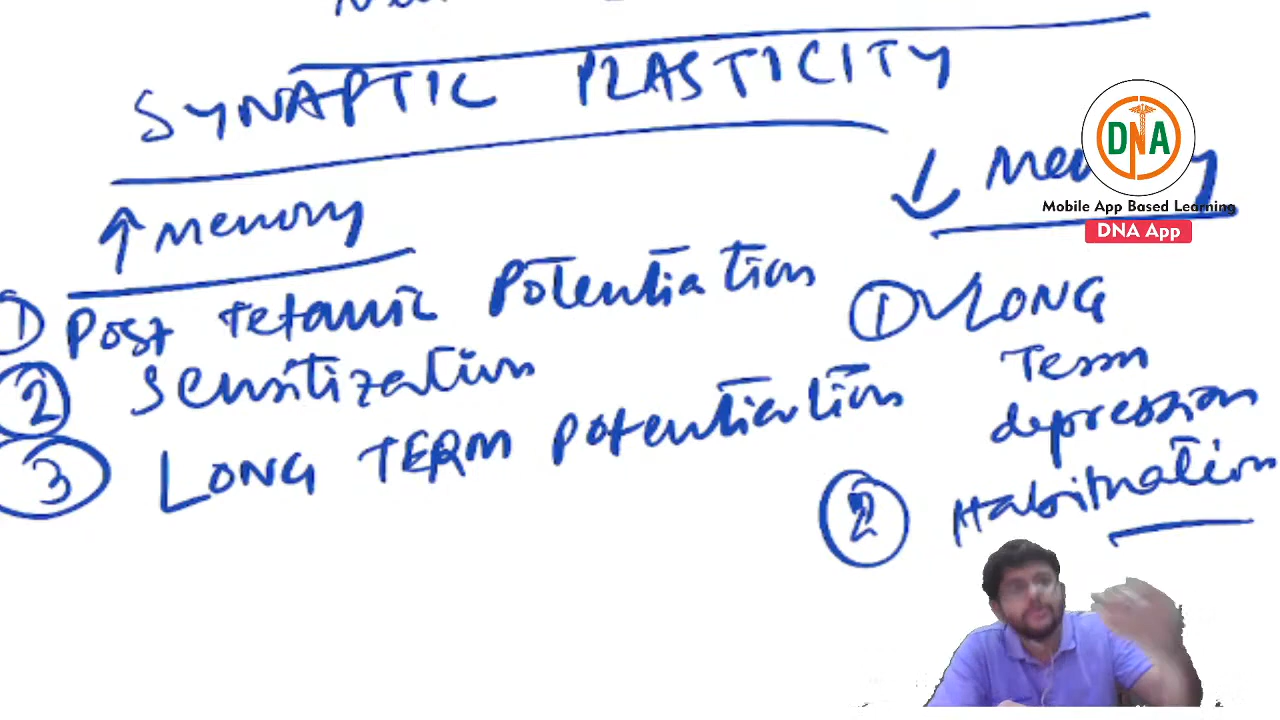 SYNAPTIC PLASTICITY
↑ Memory
① Post Tetanic Potentiation
② Sensitization
③ LONG TERM Potentiation
↓
① ✓ LONG
Term
depression
② Habituation
DNA
Mobile App Based Learning
DNA App